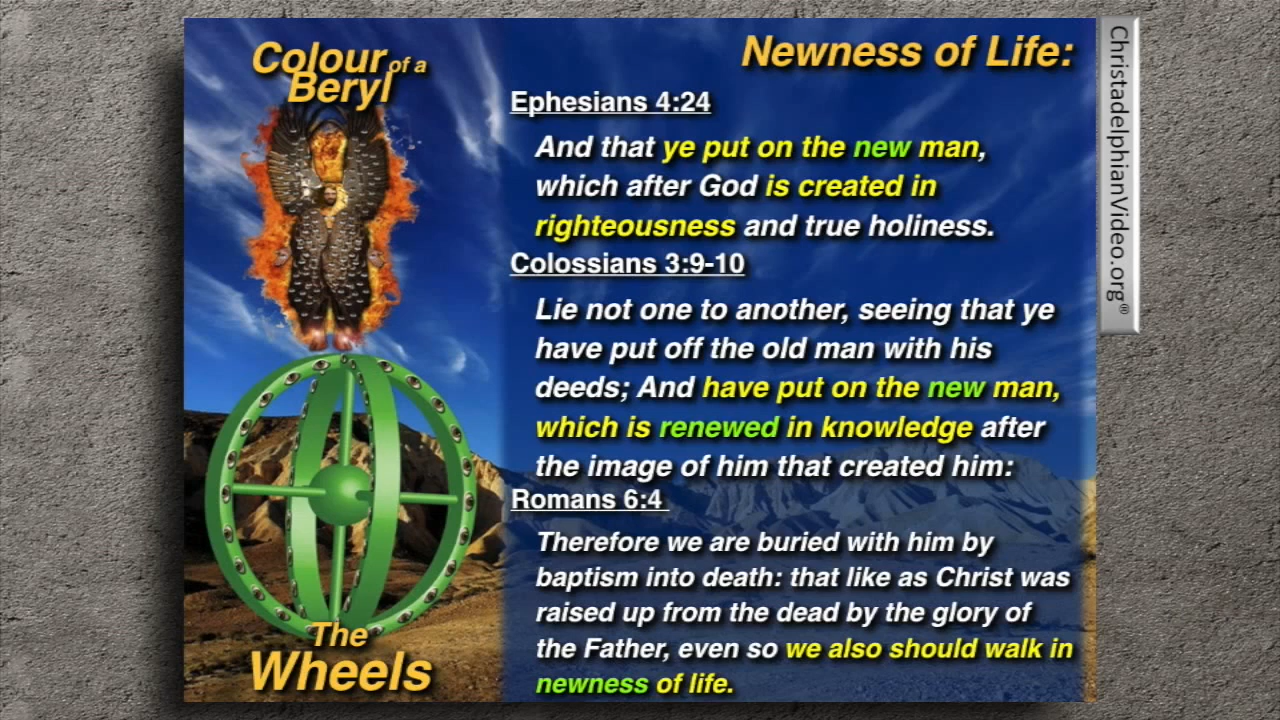 Colour of a
Beryl
The
Wheels
Newness of Life:
Ephesians 4:24
And that ye put on the new man,
which after God is created in
righteousness and true holiness.
Colossians 3:9-10
Lie not one to another, seeing that ye
have put off the old man with his
deeds; And have put on the new man,
which is renewed in knowledge after
the image of him that created him:
Romans 6:4
Therefore we are buried with him by
baptism into death: that like as Christ was
raised up from the dead by the glory of
the Father, even so we also should walk in
newness of life.
ChristadelphianVideo.org®